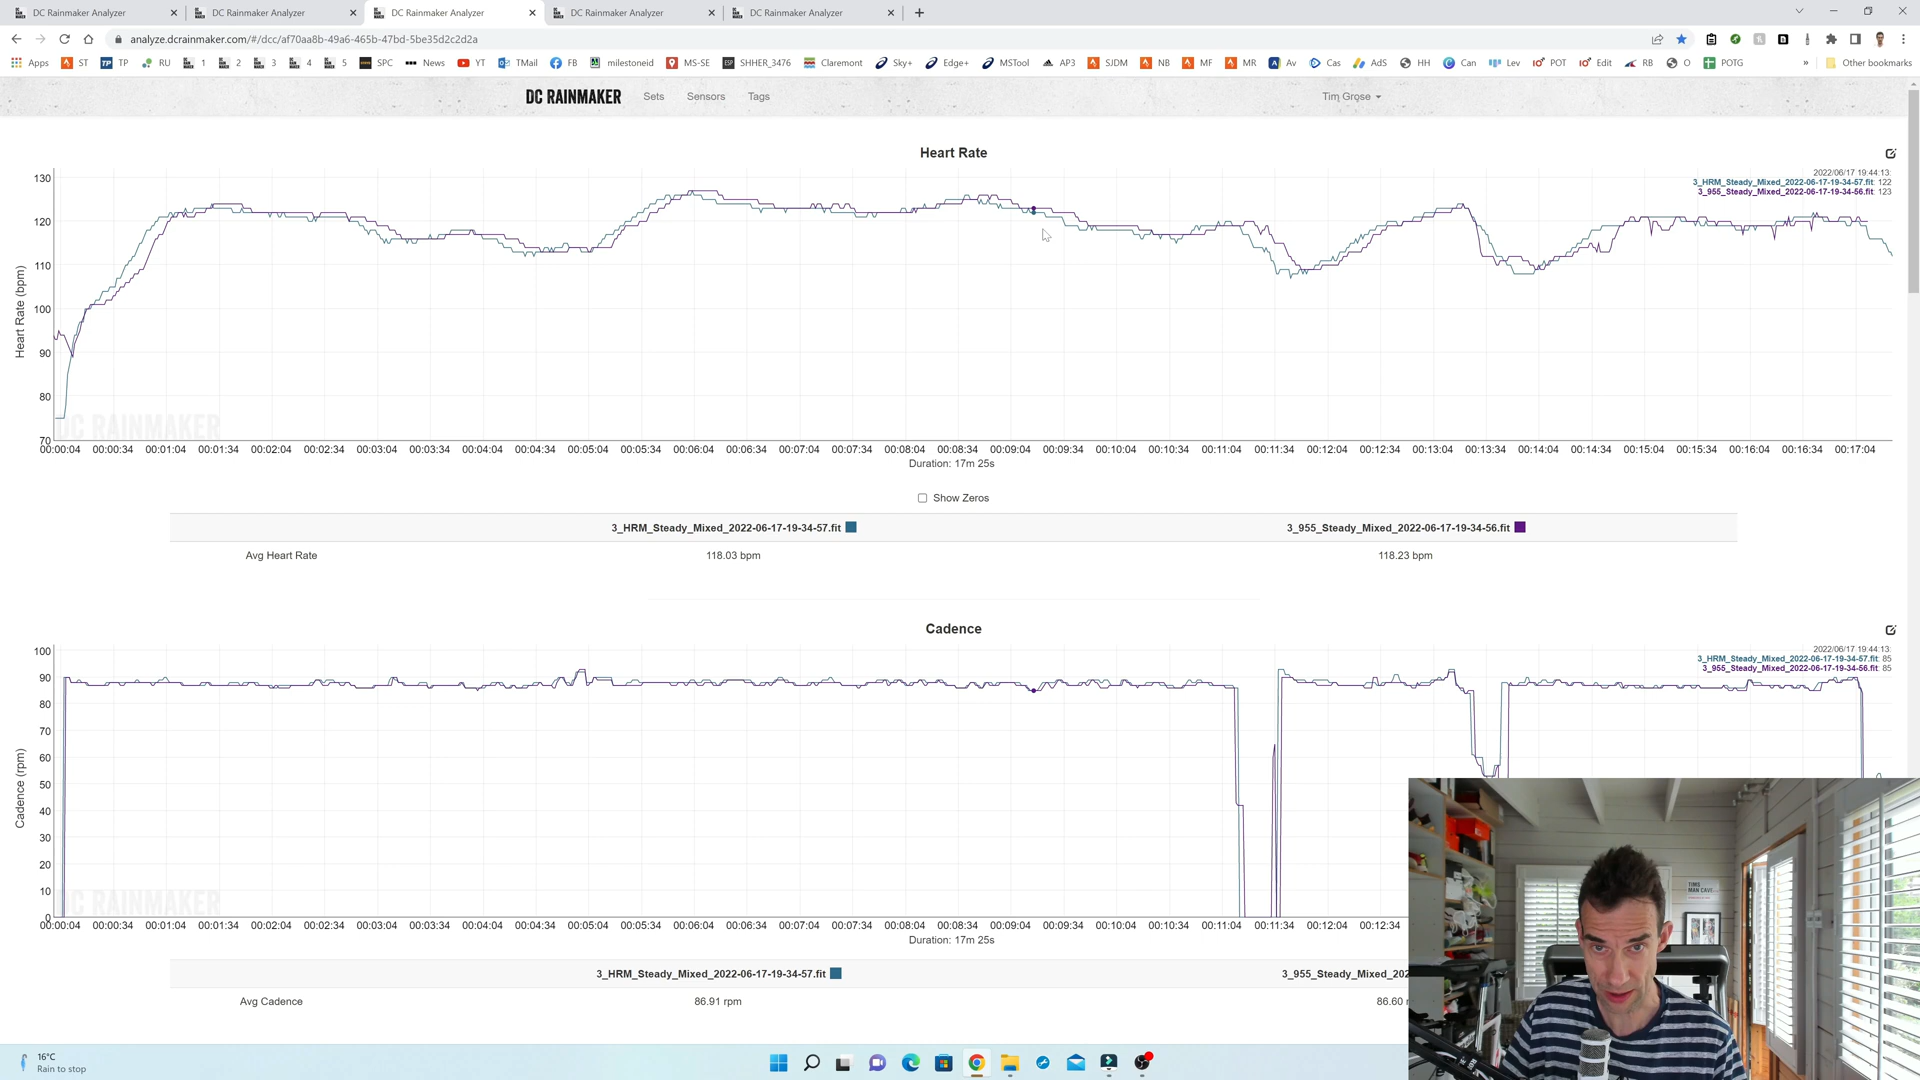 DC Rainmaker Analyzer
DC Rainmaker Analyzer
DC Rainmaker Analyzer
DC Rainmaker Analyzer
DC Rainmaker Analyzer
analyze.dcrainmaker.com/#/dcc/af70aa8b-49a6-465b-47bd-5be35d2c2d2a
Apps ST TP RU 1 2 3 4 5 SPC News YT TMail FB milestoneid MS-SE SHHER_3476 Claremont Sky+ Edge+ MSTool AP3 SJDM NB MF MR Av Cas AdS HH Can Lev POT Edit RB O POTG » Other bookmarks
DC RAINMAKER Sets Sensors Tags Tim Grose
Heart Rate
2022/06/17 19:44:13:
3_HRM_Steady_Mixed_2022-06-17-19-34-57.fit: 122
3_955_Steady_Mixed_2022-06-17-19-34-56.fit: 123
Heart Rate (bpm)
130
120
110
100
90
80
70
DC RAINMAKER
00:00:04 00:00:34 00:01:04 00:01:34 00:02:04 00:02:34 00:03:04 00:03:34 00:04:04 00:04:34 00:05:04 00:05:34 00:06:04 00:06:34 00:07:04 00:07:34 00:08:04 00:08:34 00:09:04 00:09:34 00:10:04 00:10:34 00:11:04 00:11:34 00:12:04 00:12:34 00:13:04 00:13:34 00:14:04 00:14:34 00:15:04 00:15:34 00:16:04 00:16:34 00:17:04
Duration: 17m 25s
Show Zeros
3_HRM_Steady_Mixed_2022-06-17-19-34-57.fit 3_955_Steady_Mixed_2022-06-17-19-34-56.fit
Avg Heart Rate 118.03 bpm 118.23 bpm
Cadence
2022/06/17 19:44:13:
3_HRM_Steady_Mixed_2022-06-17-19-34-57.fit: 85
3_955_Steady_Mixed_2022-06-17-19-34-56.fit: 85
Cadence (rpm)
100
90
80
70
60
50
40
30
20
10
0
DC RAINMAKER
00:00:04 00:00:34 00:01:04 00:01:34 00:02:04 00:02:34 00:03:04 00:03:34 00:04:04 00:04:34 00:05:04 00:05:34 00:06:04 00:06:34 00:07:04 00:07:34 00:08:04 00:08:34 00:09:04 00:09:34 00:10:04 00:10:34 00:11:04 00:11:34 00:12:04 00:12:34
Duration: 17m 25s
3_HRM_Steady_Mixed_2022-06-17-19-34-57.fit 3_955_Steady_Mixed_202
Avg Cadence 86.91 rpm 86.60 r
TIMS
MAN CAVE
16°C
Rain to stop